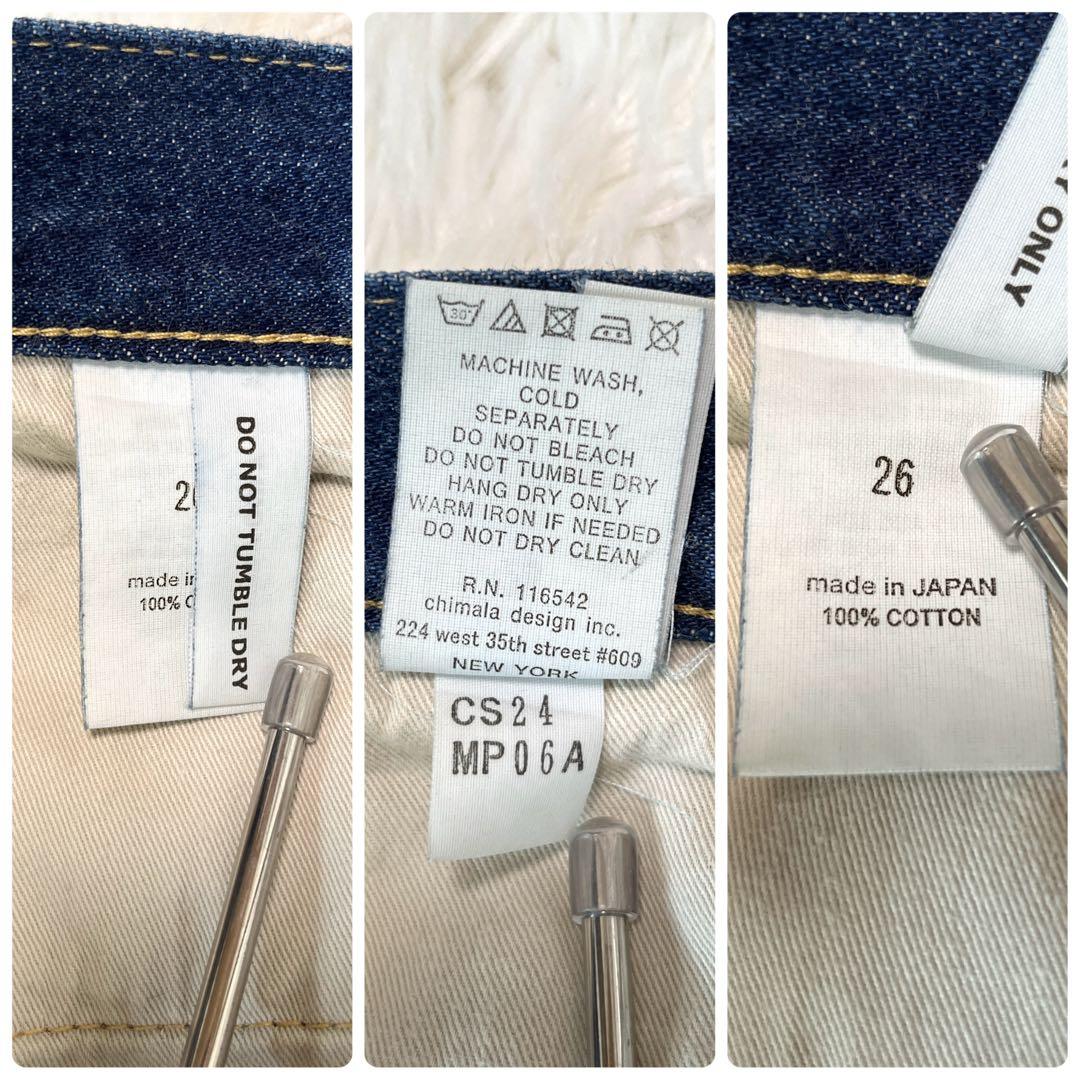 2
made in
100% C
DO NOT TUMBLE DRY
30°
MACHINE WASH,
COLD
SEPARATELY
DO NOT BLEACH
DO NOT TUMBLE DRY
HANG DRY ONLY
WARM IRON IF NEEDED
DO NOT DRY CLEAN
R.N. 116542
chimala design inc.
224 west 35th street #609
NEW YORK
CS24
MP06A
Y ONLY
26
made in JAPAN
100% COTTON